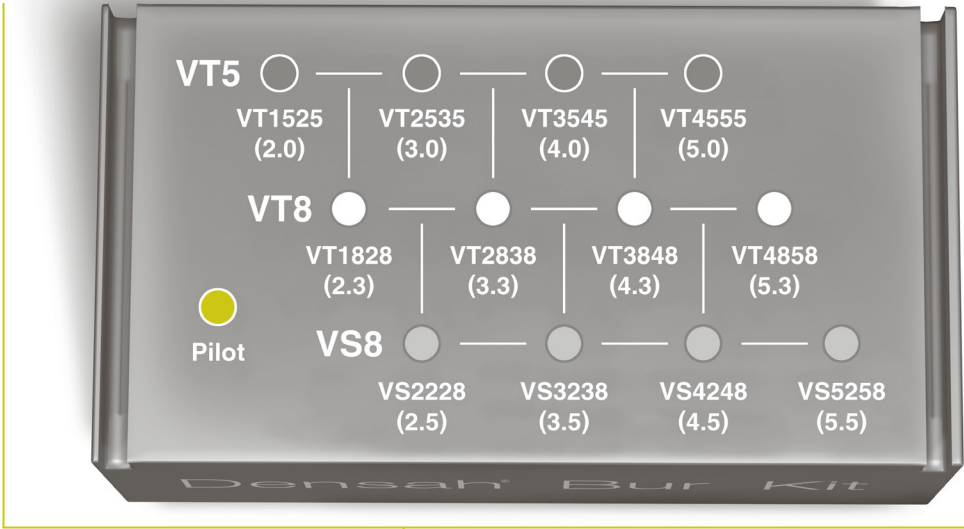 VT5
VT1525 VT2535 VT3545 VT4555
(2.0) (3.0) (4.0) (5.0)
VT8
VT1828 VT2838 VT3848 VT4858
(2.3) (3.3) (4.3) (5.3)
Pilot
VS8
VS2228 VS3238 VS4248 VS5258
(2.5) (3.5) (4.5) (5.5)
Densah® Bur Kit